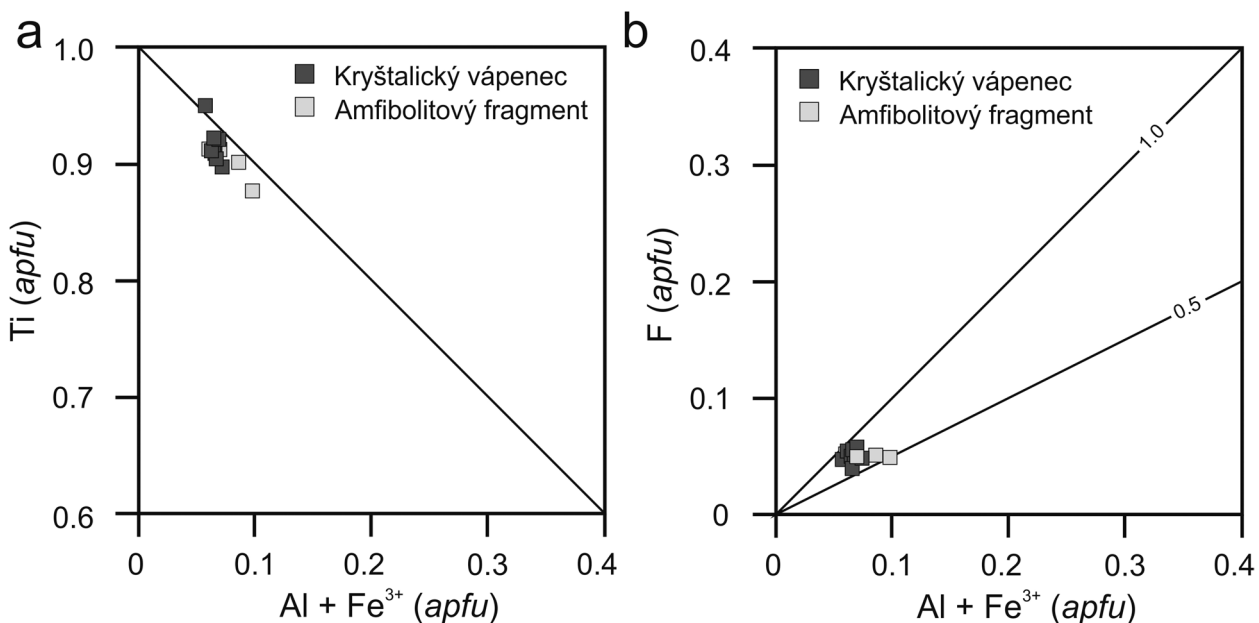 a
1.0
0.9
0.8
0.7
0.6
Ti (apfu)
Kryštalický vápenec
Amfibolitový fragment
0 0.1 0.2 0.3 0.4
Al + Fe³⁺ (apfu)
b
0.4
0.3
0.2
0.1
0
F (apfu)
Kryštalický vápenec
Amfibolitový fragment
1.0
0.5
0 0.1 0.2 0.3 0.4
Al + Fe³⁺ (apfu)